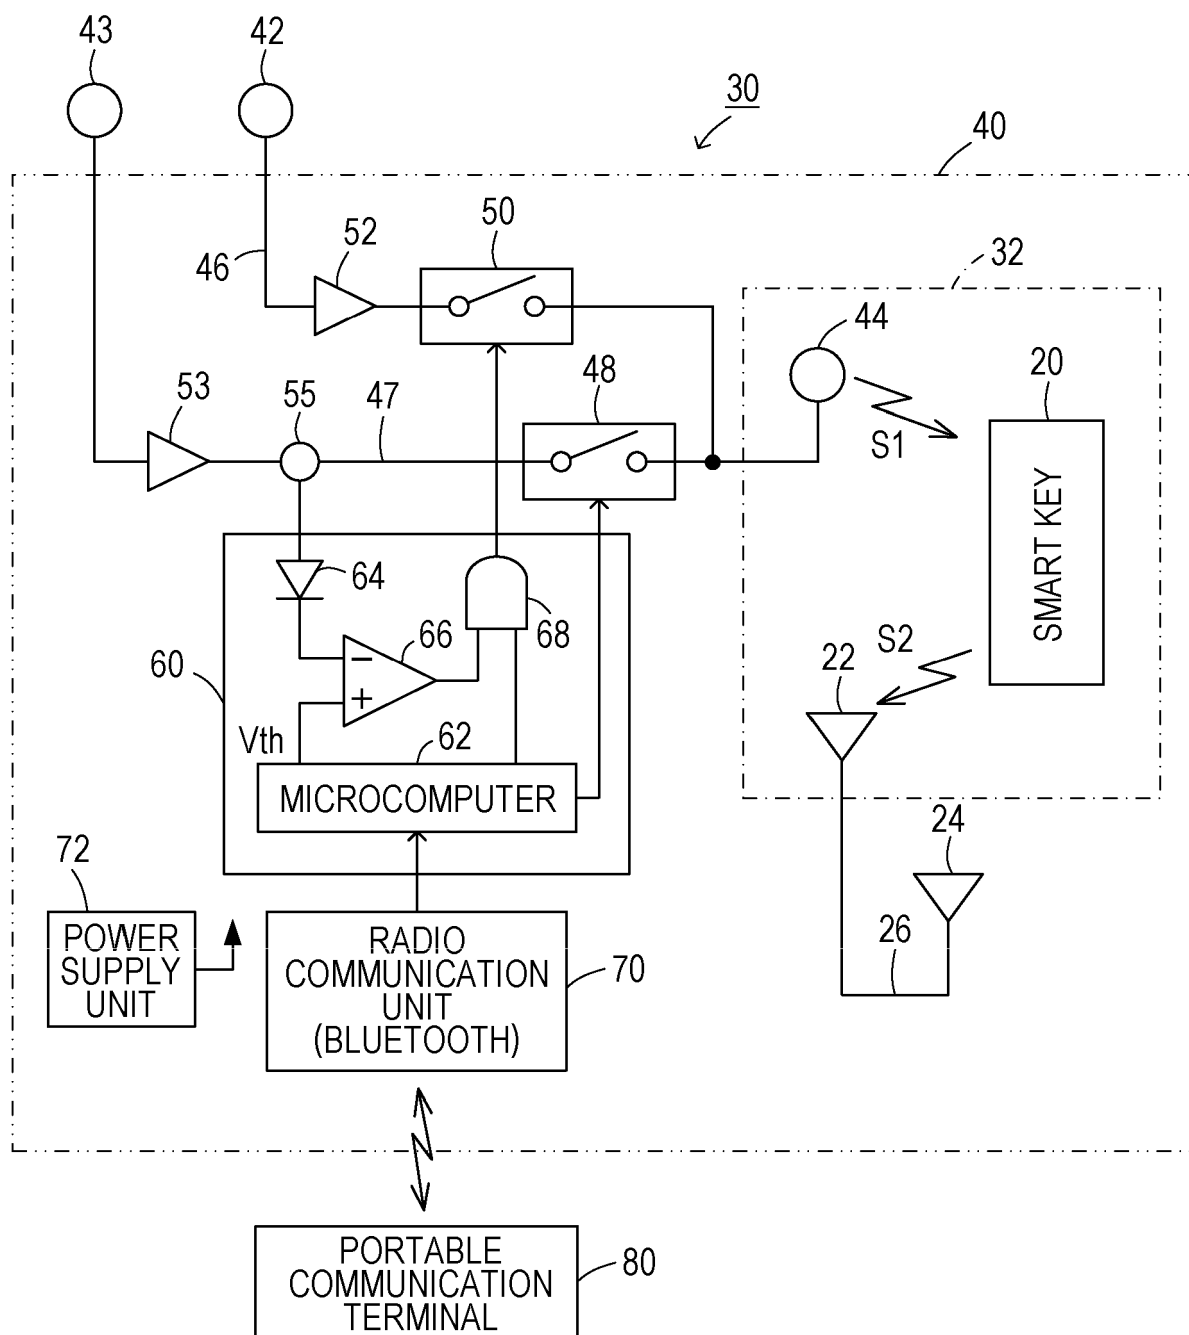 43
42
30
40
50
52
46
32
44
48
20
53
55
47
S1
SMART KEY
64
68
66
S2
60
22
−
+
Vth
62
MICROCOMPUTER
24
72
POWER
SUPPLY
UNIT
RADIO
COMMUNICATION
UNIT
(BLUETOOTH)
70
26
PORTABLE
COMMUNICATION
TERMINAL
80